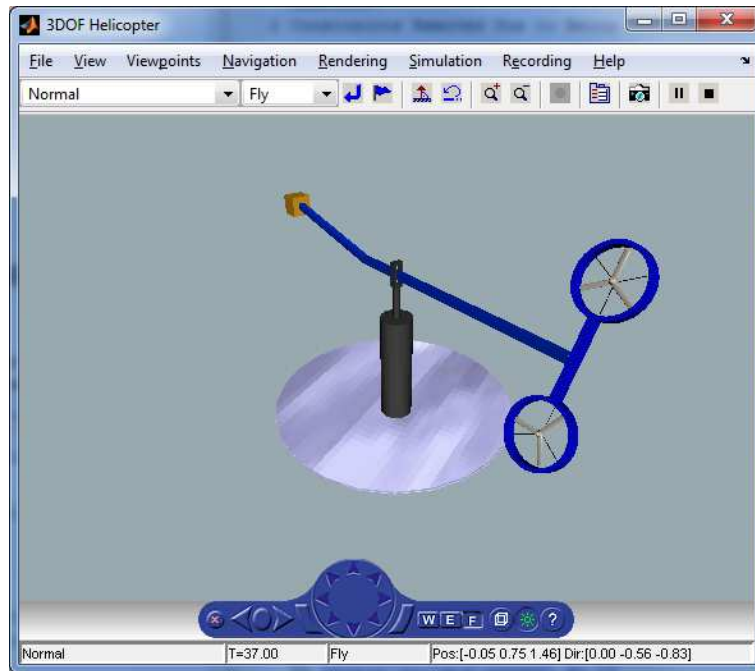 3DOF Helicopter
File View Viewpoints Navigation Rendering Simulation Recording Help
Normal Fly
W E F ?
Normal T=37.00 Fly Pos:[-0.05 0.75 1.46] Dir:[0.00 -0.56 -0.83]